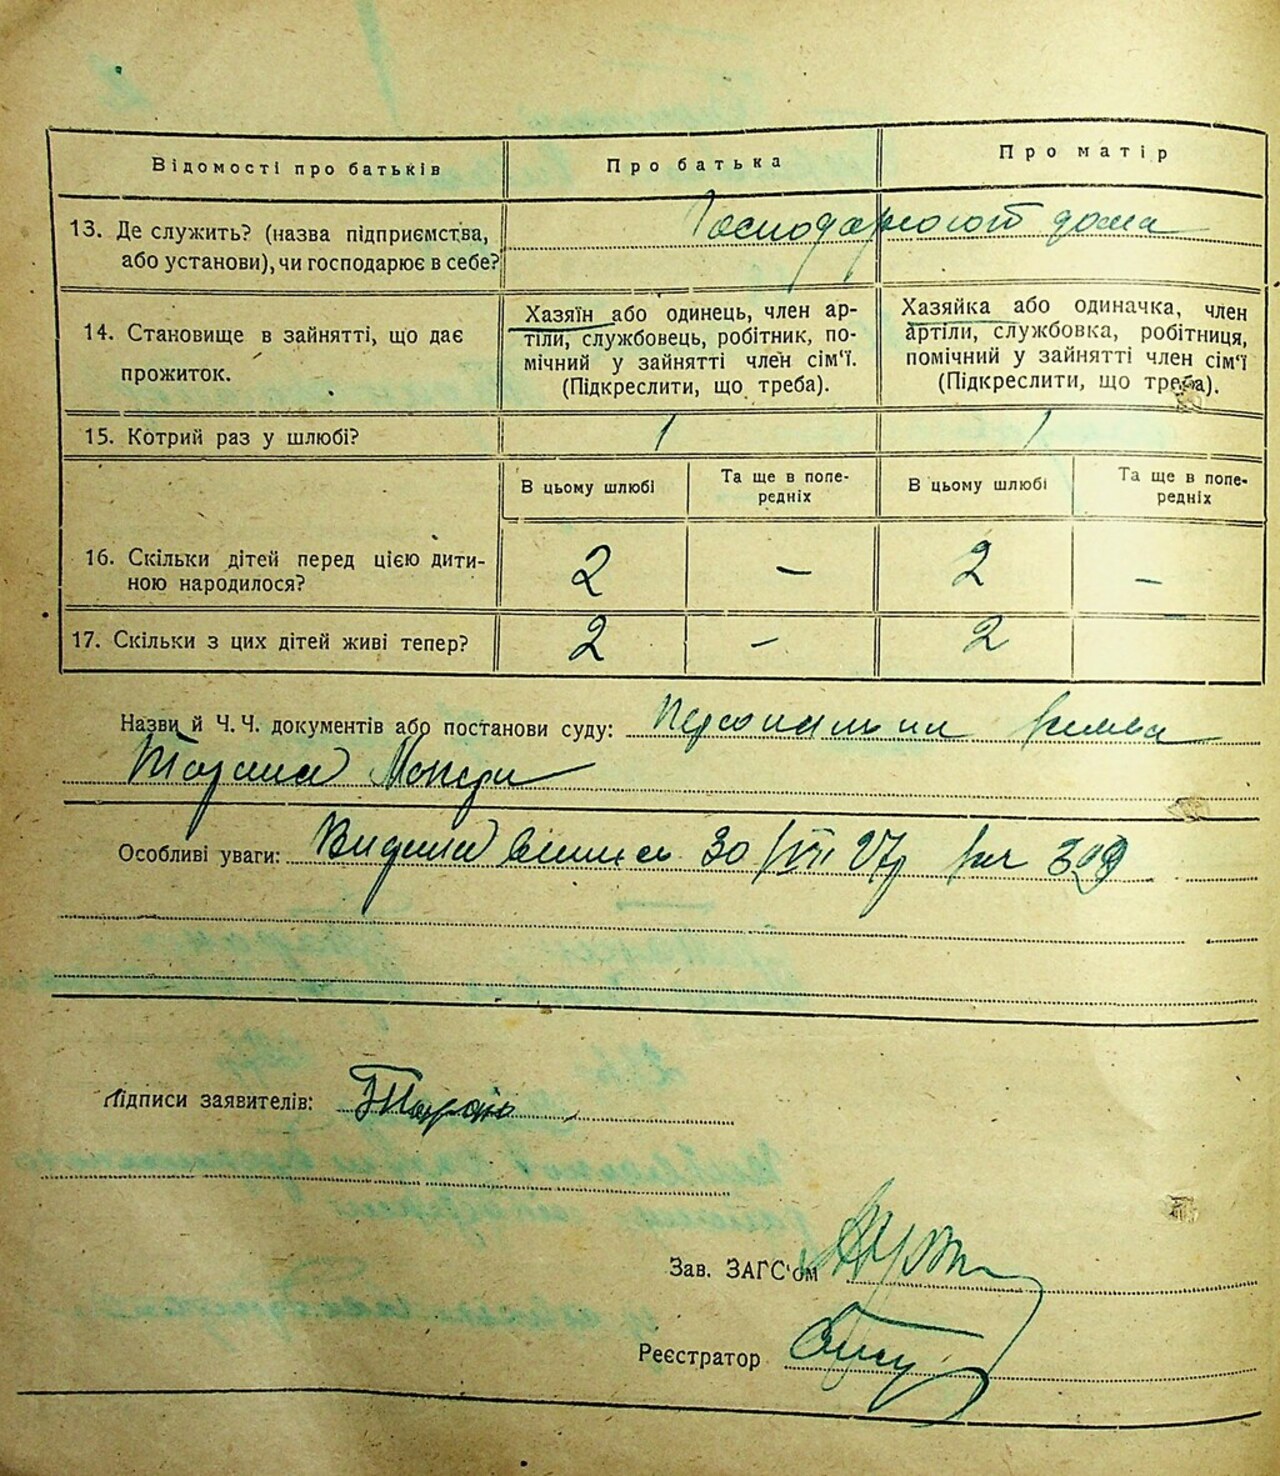 Відомості про батьків
Про батька
Про матір
13. Де служить? (назва підприємства,
або установи), чи господарює в себе?
Господарюют дома
14. Становище в зайнятті, що дає
прожиток.
Хазяїн або одинець, член ар-
тіли, службовець, робітник, по-
мічний у зайнятті член сім'ї.
(Підкреслити, що треба).
Хазяйка або одиначка, член
артіли, службовка, робітниця,
помічний у зайнятті член сім'ї
(Підкреслити, що треба).
15. Котрий раз у шлюбі?
1
1
В цьому шлюбі
Та ще в попе-
редніх
В цьому шлюбі
Та ще в попе-
редніх
16. Скільки дітей перед цією дити-
ною народилося?
2
—
2
—
17. Скільки з цих дітей живі тепер?
2
—
2
Назви й Ч. Ч. документів або постанови суду:
Особливі уваги: 30/VII 27
Підписи заявителів:
Зав. ЗАГС'ом
Реєстратор